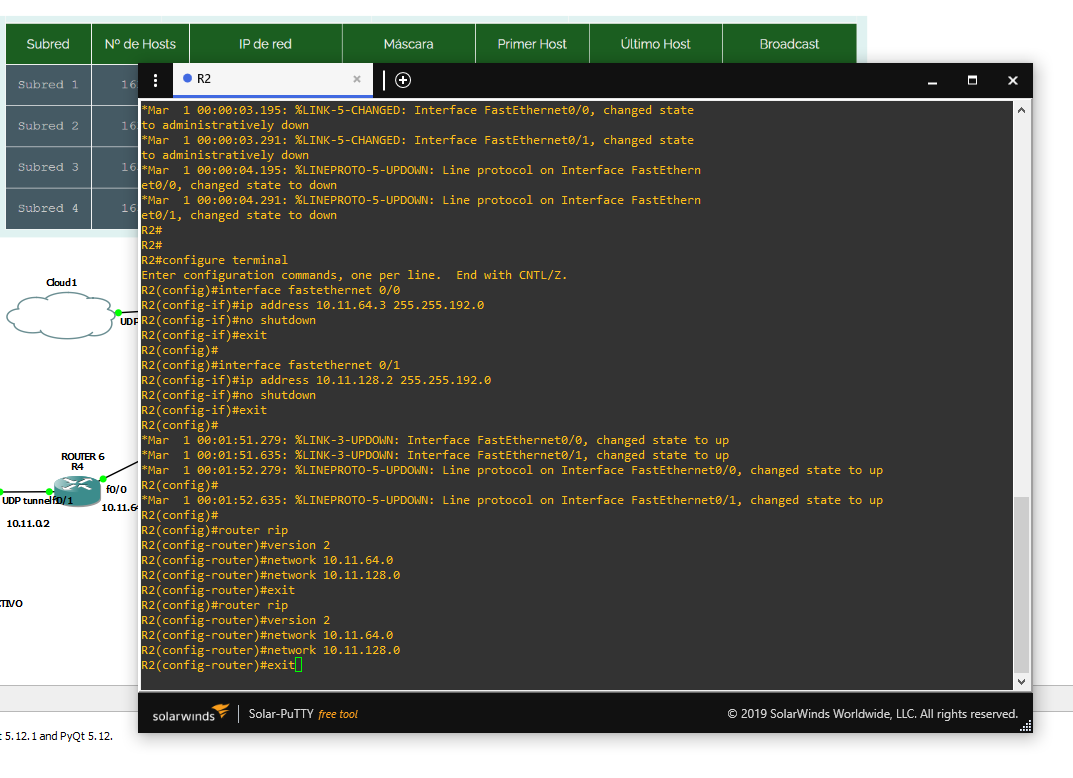 Subred Nº de Hosts IP de red Máscara Primer Host Último Host Broadcast
Subred 1 16
Subred 2 16
Subred 3 16
Subred 4 16
R2
*Mar  1 00:00:03.195: %LINK-5-CHANGED: Interface FastEthernet0/0, changed state
to administratively down
*Mar  1 00:00:03.291: %LINK-5-CHANGED: Interface FastEthernet0/1, changed state
to administratively down
*Mar  1 00:00:04.195: %LINEPROTO-5-UPDOWN: Line protocol on Interface FastEthern
et0/0, changed state to down
*Mar  1 00:00:04.291: %LINEPROTO-5-UPDOWN: Line protocol on Interface FastEthern
et0/1, changed state to down
R2#
R2#
R2#configure terminal
Enter configuration commands, one per line.  End with CNTL/Z.
R2(config)#interface fastethernet 0/0
R2(config-if)#ip address 10.11.64.3 255.255.192.0
R2(config-if)#no shutdown
R2(config-if)#exit
R2(config)#
R2(config)#interface fastethernet 0/1
R2(config-if)#ip address 10.11.128.2 255.255.192.0
R2(config-if)#no shutdown
R2(config-if)#exit
R2(config)#
*Mar  1 00:01:51.279: %LINK-3-UPDOWN: Interface FastEthernet0/0, changed state to up
*Mar  1 00:01:51.635: %LINK-3-UPDOWN: Interface FastEthernet0/1, changed state to up
*Mar  1 00:01:52.279: %LINEPROTO-5-UPDOWN: Line protocol on Interface FastEthernet0/0, changed state to up
R2(config)#
*Mar  1 00:01:52.635: %LINEPROTO-5-UPDOWN: Line protocol on Interface FastEthernet0/1, changed state to up
R2(config)#
R2(config)#router rip
R2(config-router)#version 2
R2(config-router)#network 10.11.64.0
R2(config-router)#network 10.11.128.0
R2(config-router)#exit
R2(config)#router rip
R2(config-router)#version 2
R2(config-router)#network 10.11.64.0
R2(config-router)#network 10.11.128.0
R2(config-router)#exit
solarwinds Solar-PuTTY free tool © 2019 SolarWinds Worldwide, LLC. All rights reserved.
Cloud1
UDP
ROUTER 6
R4
f0/0
UDP tunnel f0/1
10.11.64
10.11.0.2
CTIVO
t 5.12.1 and PyQt 5.12.